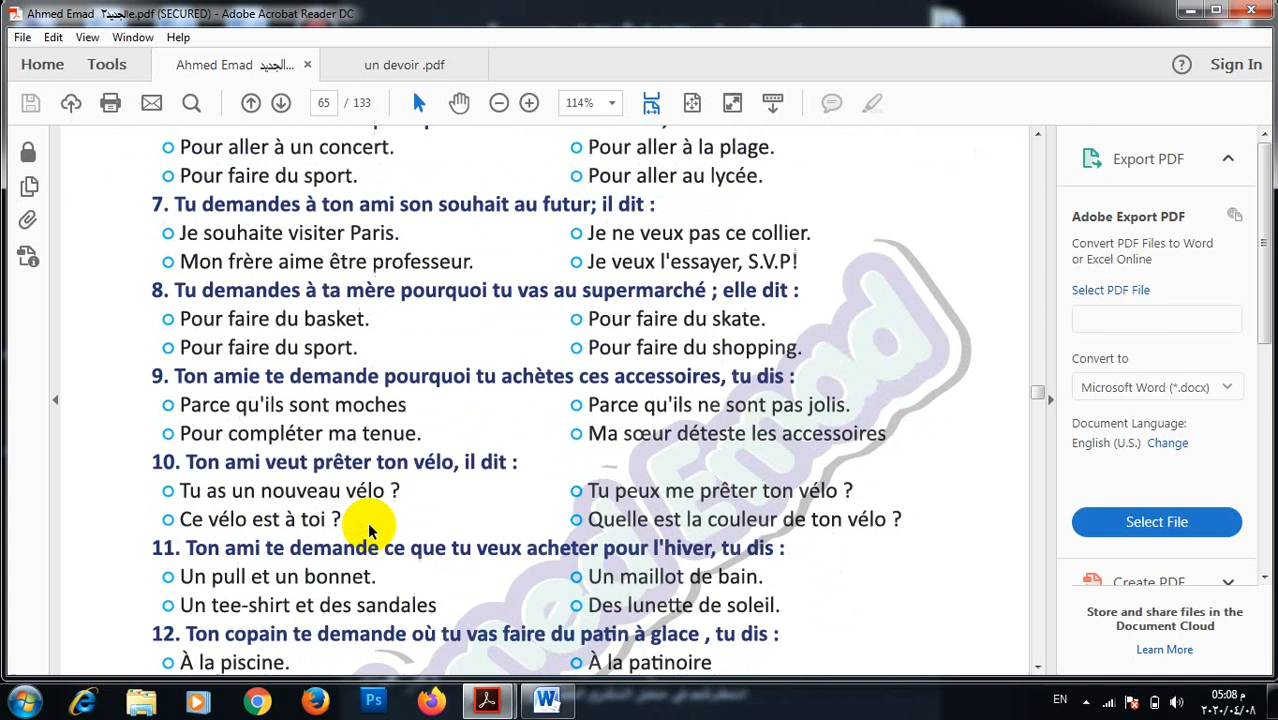 Ahmed Emad الجديد٢.pdf (SECURED) - Adobe Acrobat Reader DC
File Edit View Window Help
Home Tools Ahmed Emad الجديد... × un devoir .pdf Sign In
65 / 133 114%
Pour aller à un concert. Pour aller à la plage.
Pour faire du sport. Pour aller au lycée.
7. Tu demandes à ton ami son souhait au futur; il dit :
Je souhaite visiter Paris. Je ne veux pas ce collier.
Mon frère aime être professeur. Je veux l'essayer, S.V.P!
8. Tu demandes à ta mère pourquoi tu vas au supermarché ; elle dit :
Pour faire du basket. Pour faire du skate.
Pour faire du sport. Pour faire du shopping.
9. Ton amie te demande pourquoi tu achètes ces accessoires, tu dis :
Parce qu'ils sont moches Parce qu'ils ne sont pas jolis.
Pour compléter ma tenue. Ma sœur déteste les accessoires
10. Ton ami veut prêter ton vélo, il dit :
Tu as un nouveau vélo ? Tu peux me prêter ton vélo ?
Ce vélo est à toi ? Quelle est la couleur de ton vélo ?
11. Ton ami te demande ce que tu veux acheter pour l'hiver, tu dis :
Un pull et un bonnet. Un maillot de bain.
Un tee-shirt et des sandales Des lunette de soleil.
12. Ton copain te demande où tu vas faire du patin à glace , tu dis :
À la piscine. À la patinoire
Emad
Export PDF
Adobe Export PDF
Convert PDF Files to Word
or Excel Online
Select PDF File
Convert to
Microsoft Word (*.docx)
Document Language:
English (U.S.) Change
Select File
Create PDF
Store and share files in the
Document Cloud
Learn More
EN
05:08 م
٢٠٢٠/٠٤/٠٨